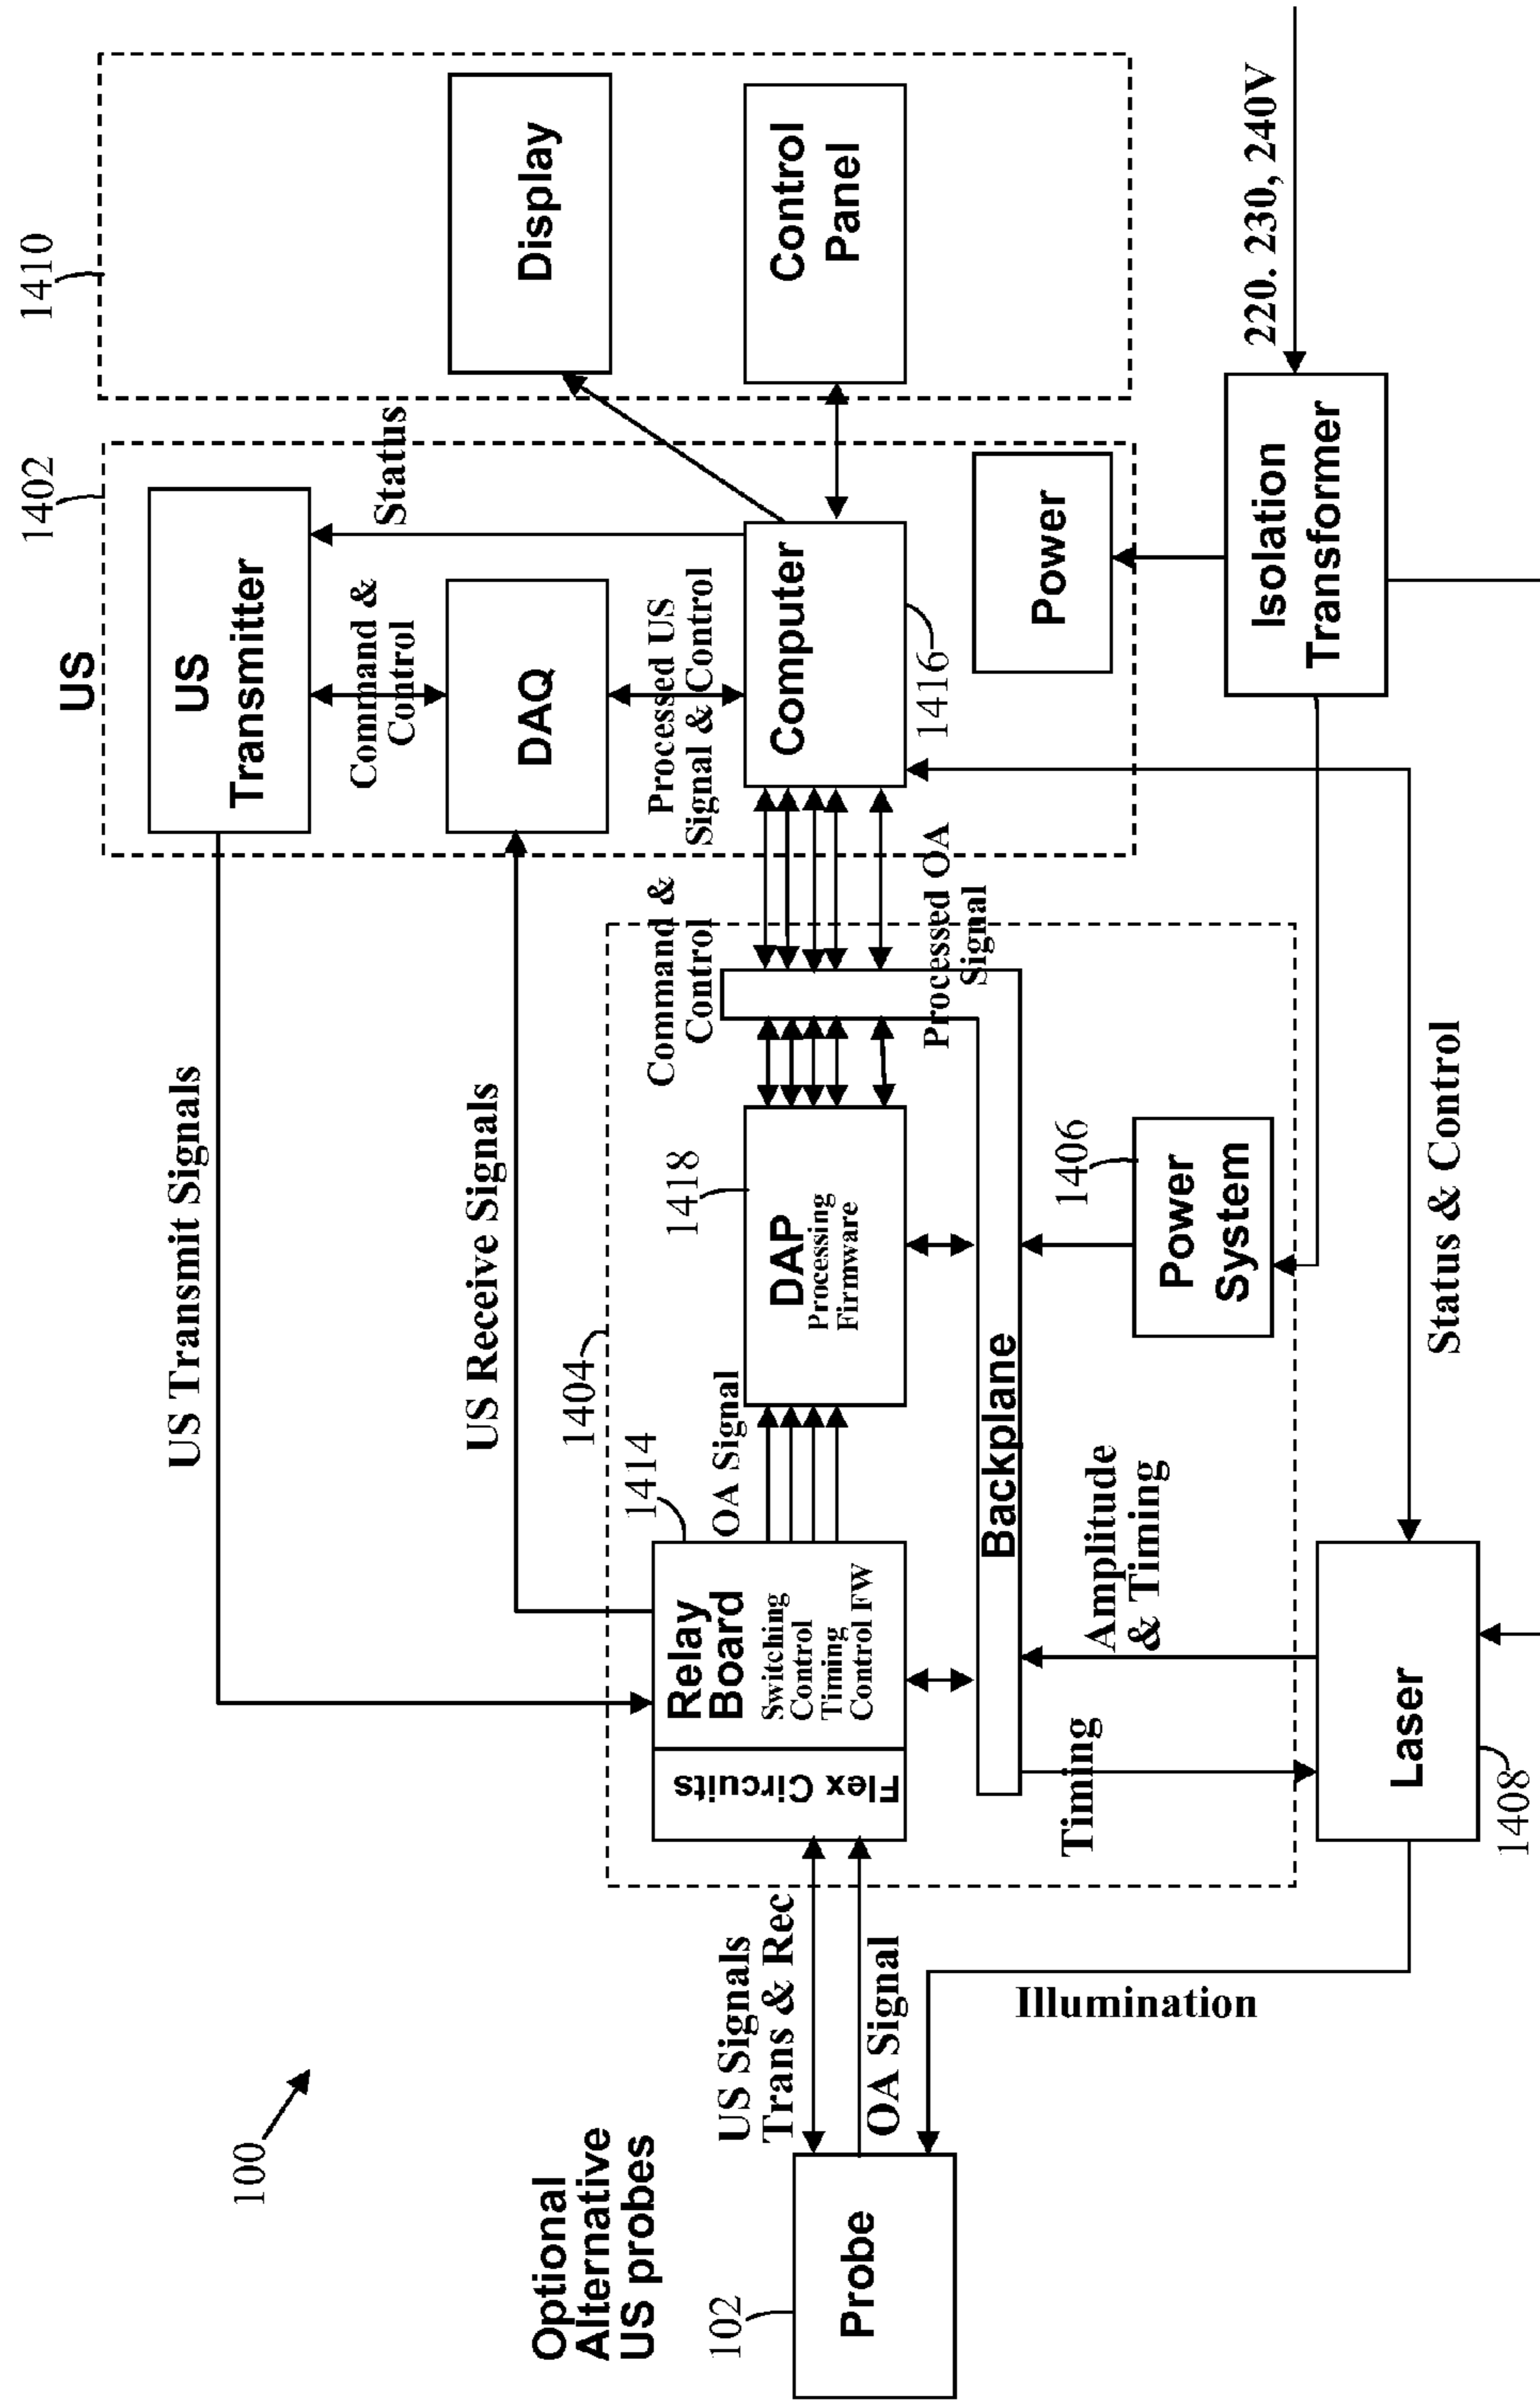 100
Optional
Alternative
US probes
102
Probe
US Signals
Trans & Rec
OA Signal
Illumination
US Transmit Signals
US Receive Signals
1404
1414
Flex Circuits
Relay
Board
Switching
Control
Timing
Control FW
OA Signal
1418
DAP
Processing
Firmware
Command &
Control
Processed OA
Signal
Backplane
Timing
Amplitude
& Timing
1406
Power
System
Laser
1408
Status & Control
US
1402
US
Transmitter
Command &
Control
Status
DAQ
Processed US
Signal & Control
Computer
1416
Power
1410
Display
Control
Panel
Isolation
Transformer
220. 230, 240V